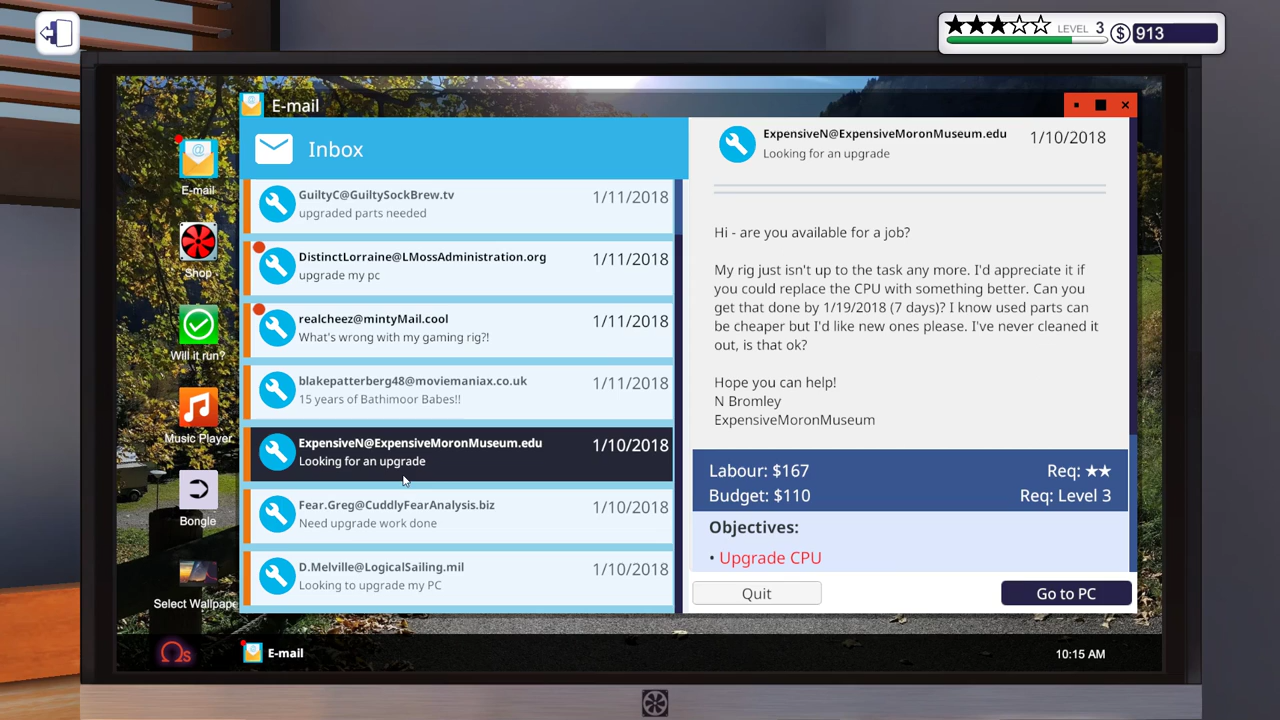 LEVEL 3
$ 913
E-mail
Inbox
GuiltyC@GuiltySockBrew.tv 1/11/2018
upgraded parts needed
DistinctLorraine@LMossAdministration.org 1/11/2018
upgrade my pc
realcheez@mintyMail.cool 1/11/2018
What's wrong with my gaming rig?!
blakepatterberg48@moviemaniax.co.uk 1/11/2018
15 years of Bathimoor Babes!!
ExpensiveN@ExpensiveMoronMuseum.edu 1/10/2018
Looking for an upgrade
Fear.Greg@CuddlyFearAnalysis.biz 1/10/2018
Need upgrade work done
D.Melville@LogicalSailing.mil 1/10/2018
Looking to upgrade my PC
ExpensiveN@ExpensiveMoronMuseum.edu 1/10/2018
Looking for an upgrade
Hi - are you available for a job?
My rig just isn't up to the task any more. I'd appreciate it if
you could replace the CPU with something better. Can you
get that done by 1/19/2018 (7 days)? I know used parts can
be cheaper but I'd like new ones please. I've never cleaned it
out, is that ok?
Hope you can help!
N Bromley
ExpensiveMoronMuseum
Labour: $167 Req: ★★
Budget: $110 Req: Level 3
Objectives:
• Upgrade CPU
Quit
Go to PC
E-mail
Shop
Will it run?
Music Player
Bongle
Select Wallpape
Ωs
E-mail
10:15 AM